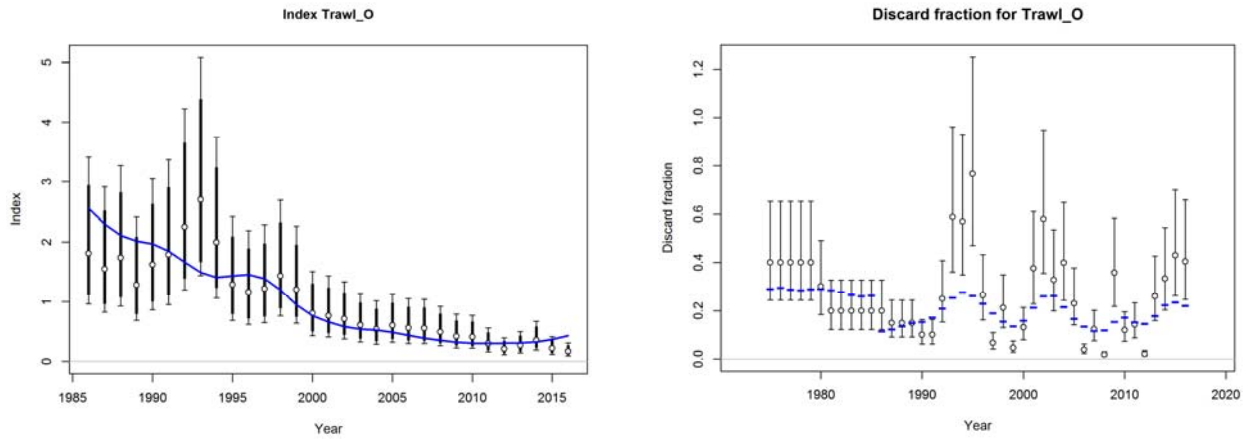 Index Trawl_O
Index
5
4
3
2
1
0
1985 1990 1995 2000 2005 2010 2015
Year
Discard fraction for Trawl_O
Discard fraction
1.2
1.0
0.8
0.6
0.4
0.2
0.0
1980 1990 2000 2010 2020
Year